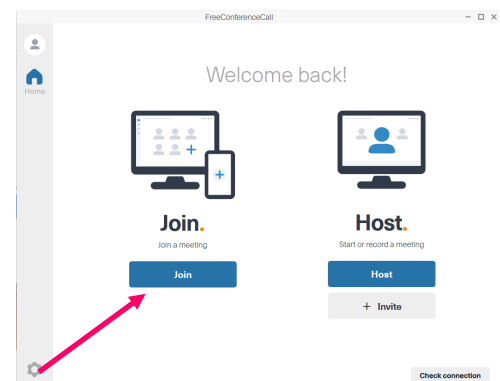 FreeConferenceCall
Home
Welcome back!
Join.
Join a meeting
Join
Host.
Start or record a meeting
Host
+ Invite
Check connection